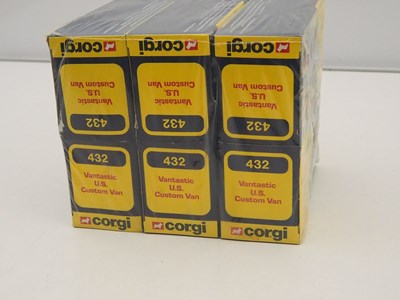 corgi
corgi
corgi
Vantastic
U.S.
Custom Van
432
Vantastic
U.S.
Custom Van
432
Vantastic
U.S.
Custom Van
432
432
Vantastic
U.S.
Custom Van
corgi
432
Vantastic
U.S.
Custom Van
corgi
432
Vantastic
U.S.
Custom Van
corgi